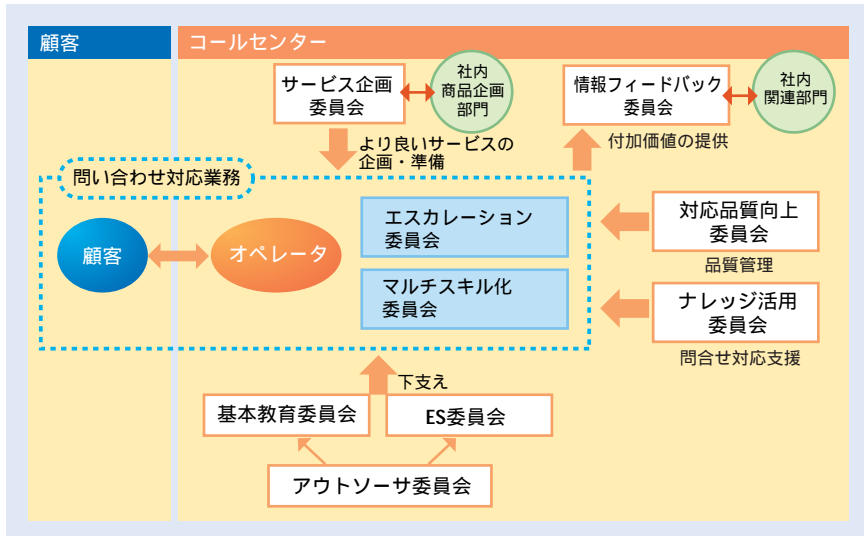 顧客
コールセンター
サービス企画
委員会
社内
商品企画
部門
情報フィードバック
委員会
社内
関連部門
より良いサービスの
企画・準備
付加価値の提供
問い合わせ対応業務
顧客
オペレータ
エスカレーション
委員会
マルチスキル化
委員会
対応品質向上
委員会
品質管理
ナレッジ活用
委員会
問合せ対応支援
下支え
基本教育委員会
ES委員会
アウトソーサ委員会